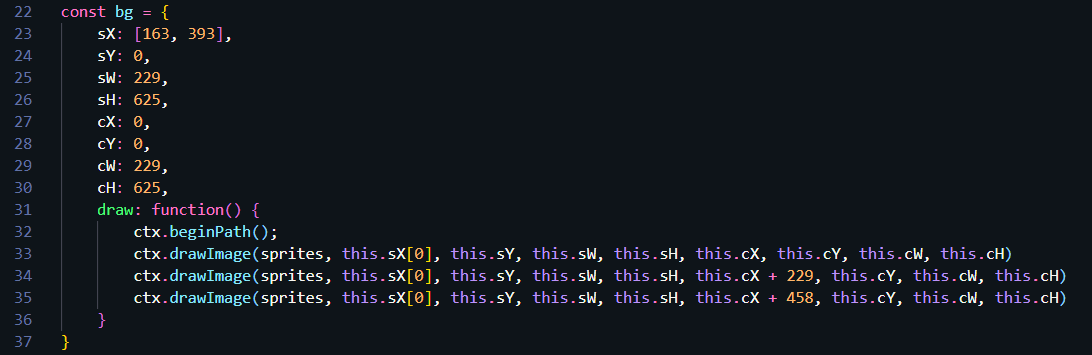 22 const bg = {
23     sX: [163, 393],
24     sY: 0,
25     sW: 229,
26     sH: 625,
27     cX: 0,
28     cY: 0,
29     cW: 229,
30     cH: 625,
31     draw: function() {
32         ctx.beginPath();
33         ctx.drawImage(sprites, this.sX[0], this.sY, this.sW, this.sH, this.cX, this.cY, this.cW, this.cH)
34         ctx.drawImage(sprites, this.sX[0], this.sY, this.sW, this.sH, this.cX + 229, this.cY, this.cW, this.cH)
35         ctx.drawImage(sprites, this.sX[0], this.sY, this.sW, this.sH, this.cX + 458, this.cY, this.cW, this.cH)
36     }
37 }